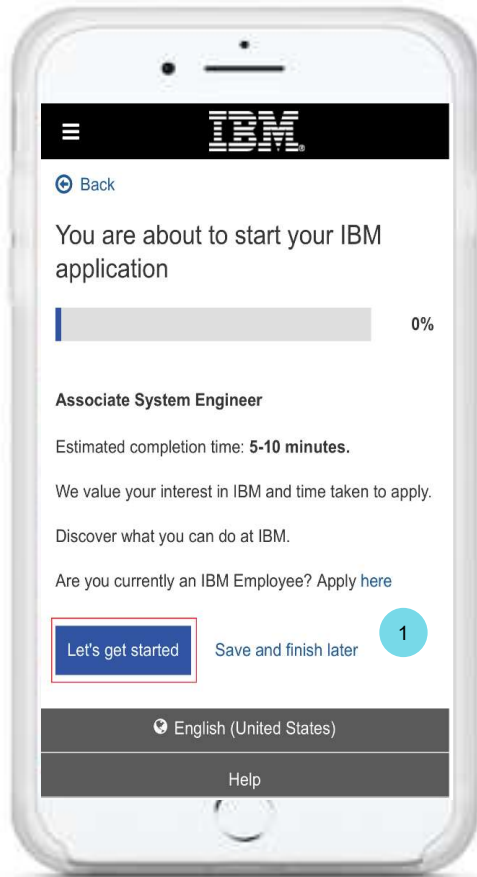 IBM
Back
You are about to start your IBM
application
0%
Associate System Engineer
Estimated completion time: 5-10 minutes.
We value your interest in IBM and time taken to apply.
Discover what you can do at IBM.
Are you currently an IBM Employee? Apply here
Let's get started Save and finish later 1
English (United States)
Help